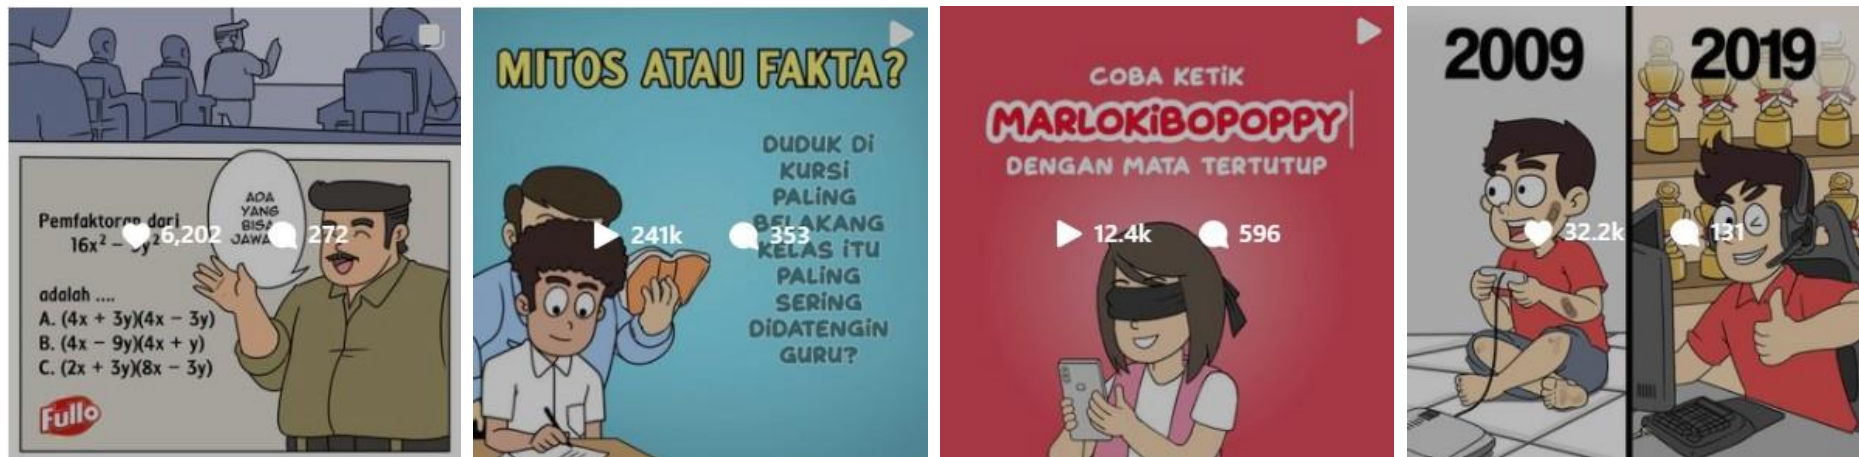 Pemfaktoran dari
16x² – 9y²
adalah ....
A. (4x + 3y)(4x – 3y)
B. (4x – 9y)(4x + y)
C. (2x + 3y)(8x – 3y)
ADA
YANG
BISA
JAWAB
6,202 272
Fullo
MITOS ATAU FAKTA?
DUDUK Di
KURSi
PALiNG
BELAKANG
KELAS iTU
PALiNG
SERiNG
DiDATENGiN
GURU?
241k 353
COBA KETiK
MARLOKiBOPOPPY
DENGAN MATA TERTUTUP
12.4k 596
2009 2019
32.2k 131